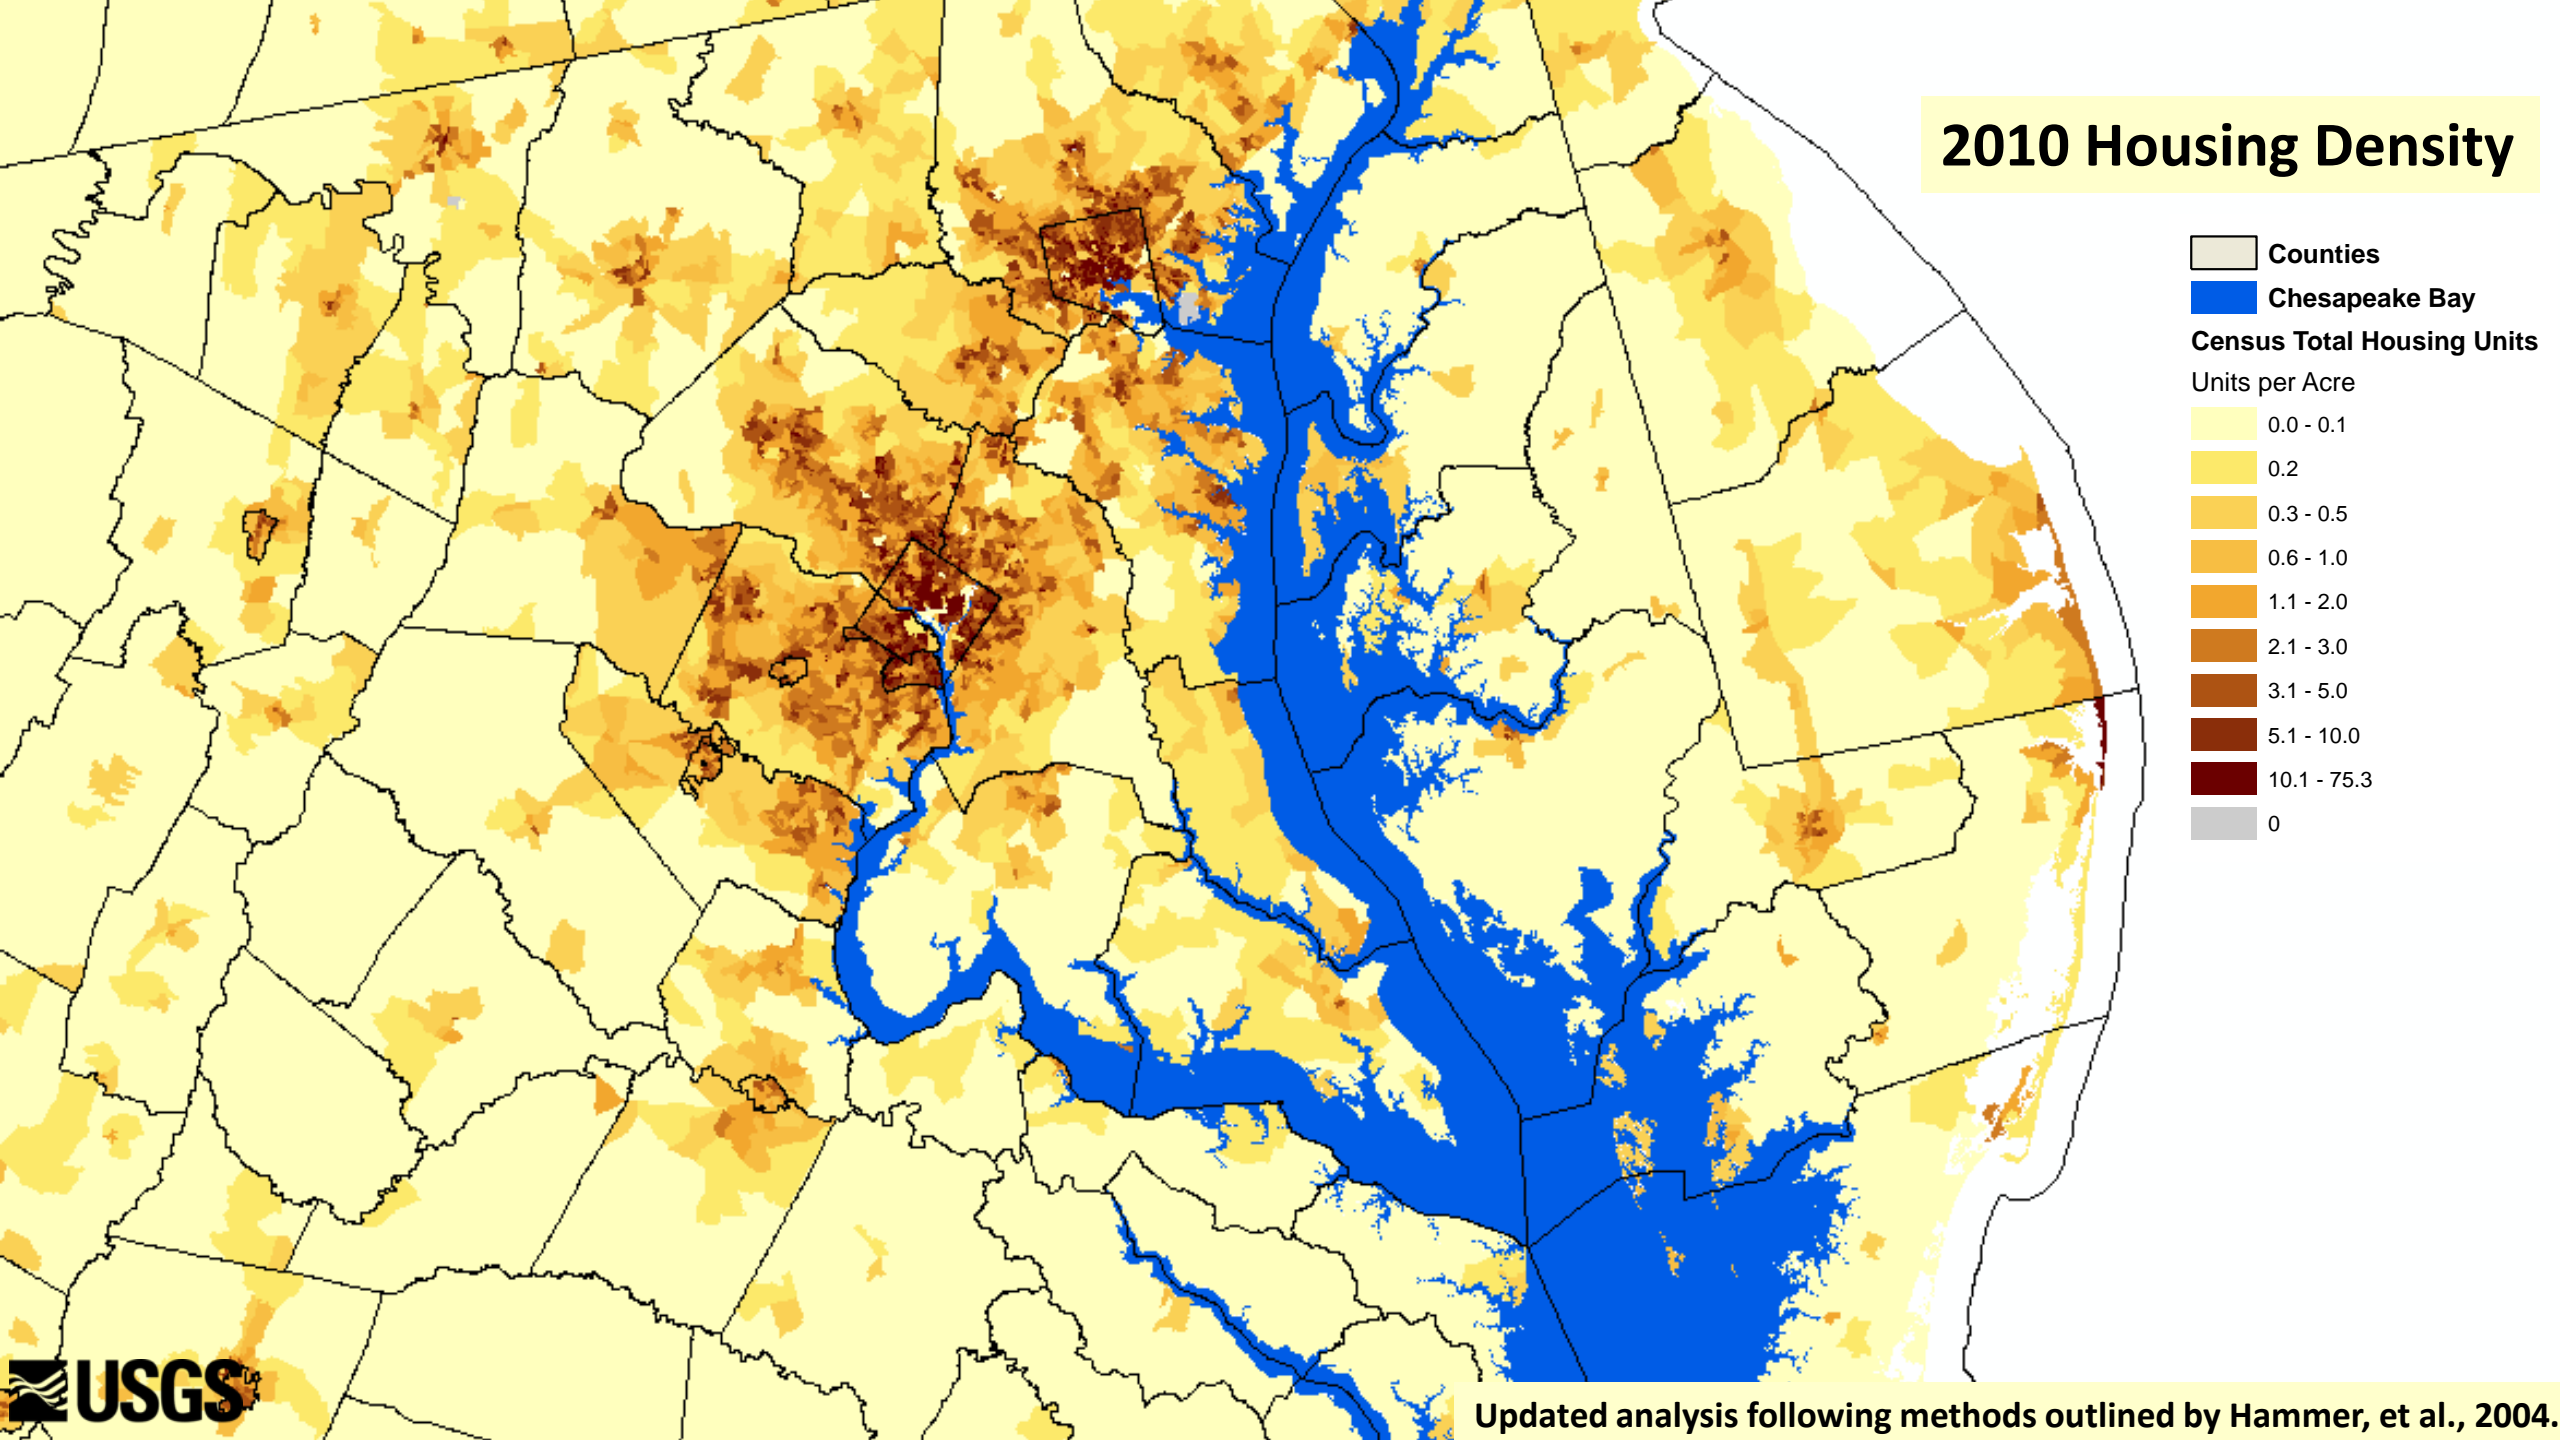 2010 Housing Density
Counties
Chesapeake Bay
Census Total Housing Units
Units per Acre
0.0 - 0.1
0.2
0.3 - 0.5
0.6 - 1.0
1.1 - 2.0
2.1 - 3.0
3.1 - 5.0
5.1 - 10.0
10.1 - 75.3
0
USGS
Updated analysis following methods outlined by Hammer, et al., 2004.